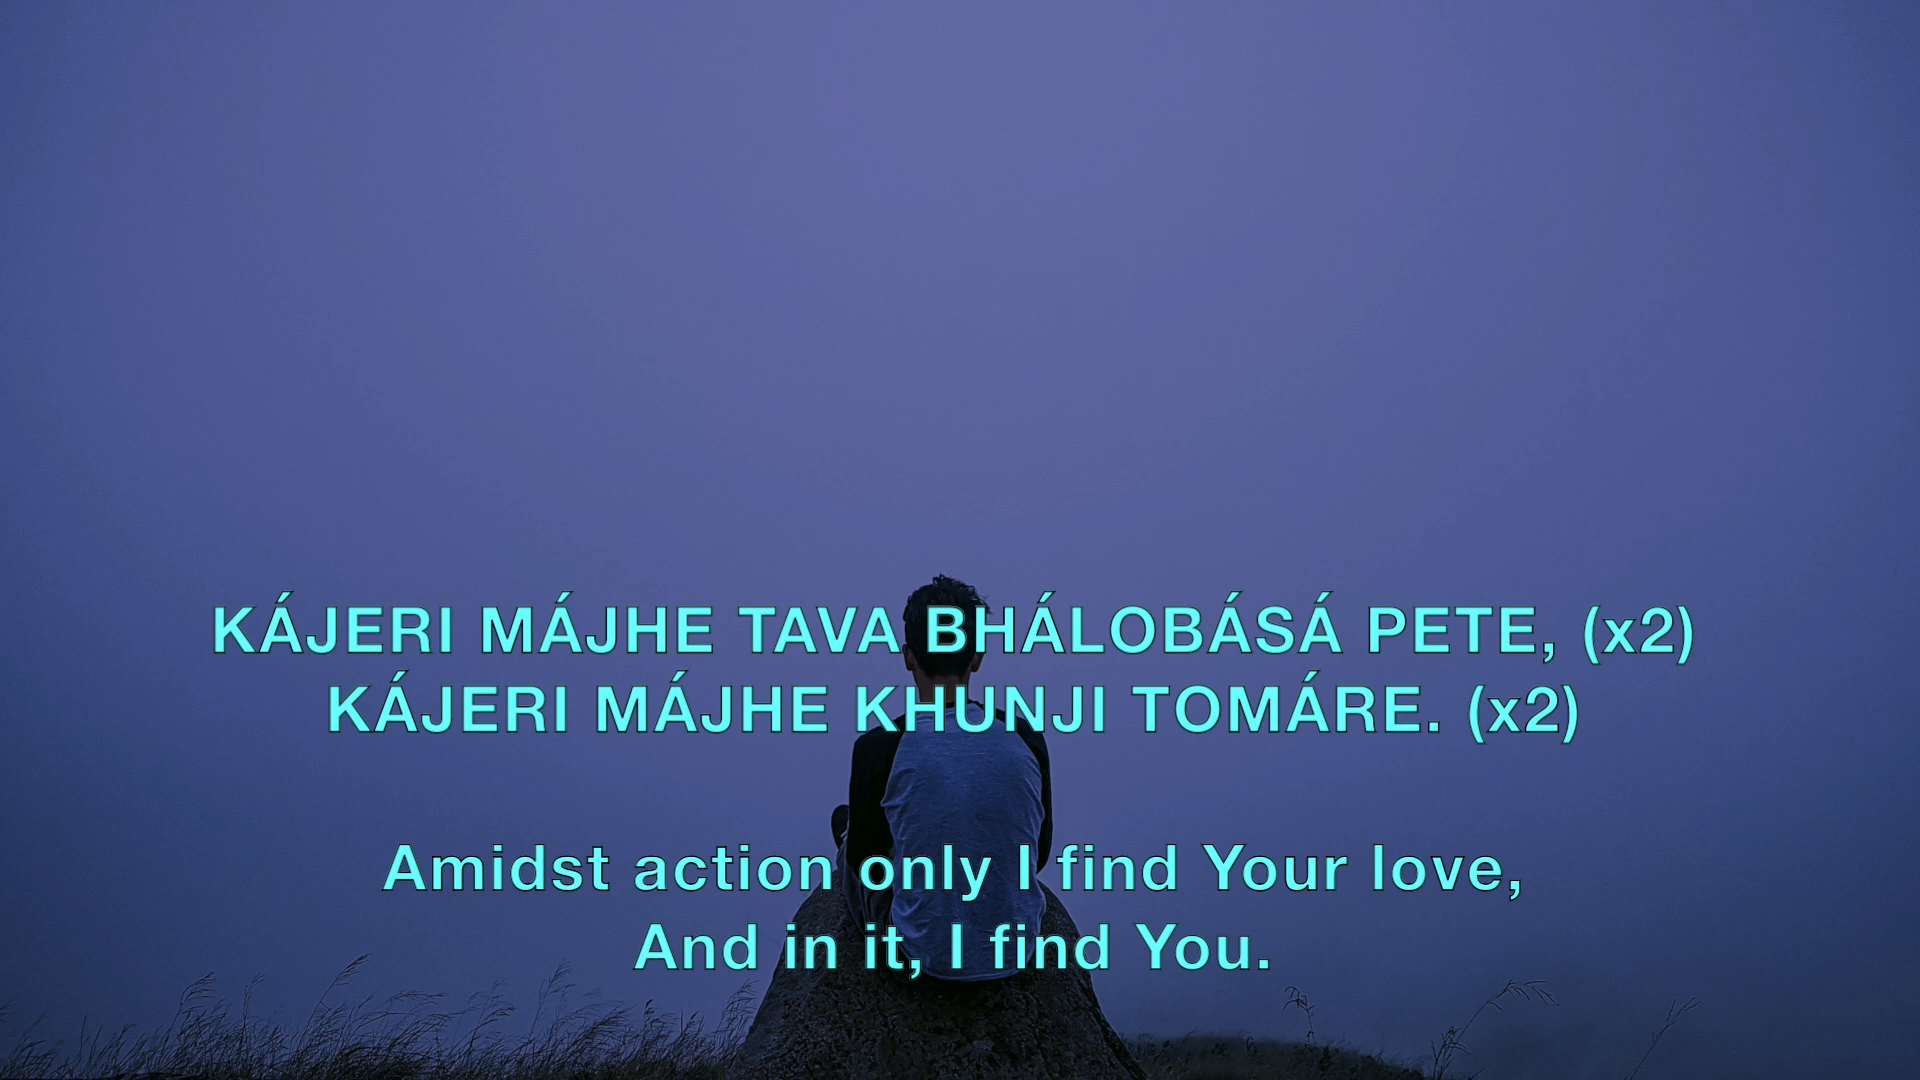 KÁJERI MÁJHE TAVA BHÁLOBÁSÁ PETE, (x2)
KÁJERI MÁJHE KHUNJI TOMÁRE. (x2)
Amidst action only I find Your love,
And in it, I find You.